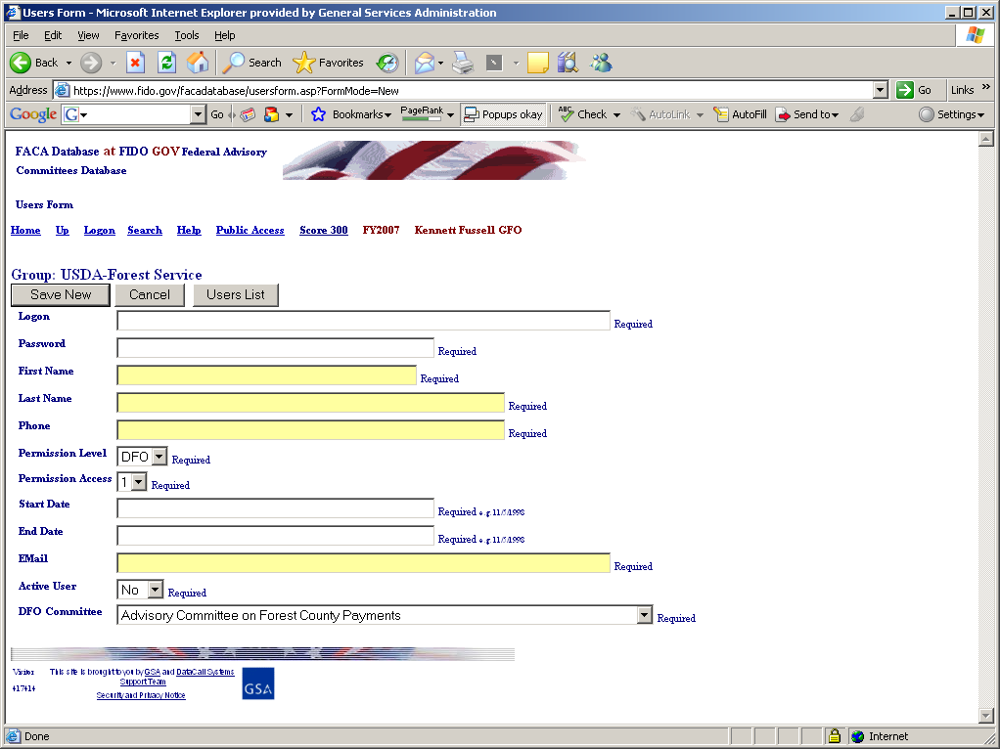 Users Form - Microsoft Internet Explorer provided by General Services Administration
File Edit View Favorites Tools Help
Back Search Favorites
Address https://www.fido.gov/facadatabase/usersform.asp?FormMode=New Go Links »
Google G Go Bookmarks PageRank Popups okay ABC Check AutoLink AutoFill Send to Settings
FACA Database at FIDO GOV Federal Advisory
Committees Database
Users Form
Home Up Logon Search Help Public Access Score 300 FY2007 Kennett Fussell GFO
Group: USDA-Forest Service
Save New Cancel Users List
Logon Required
Password Required
First Name Required
Last Name Required
Phone Required
Permission Level DFO Required
Permission Access 1 Required
Start Date Required e.g.11/5/1998
End Date Required e.g.11/5/1998
EMail Required
Active User No Required
DFO Committee Advisory Committee on Forest County Payments Required
Visitor This site is brought to you by GSA and DataCall Systems
Support Team
417414
Security and Privacy Notice
GSA
Done Internet